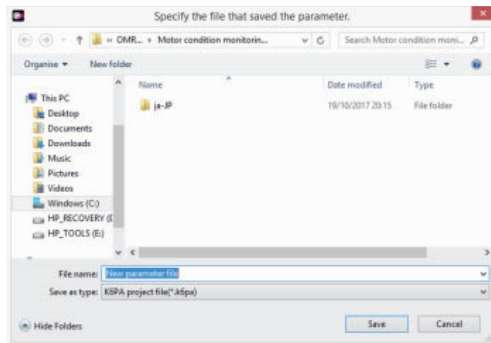 Specify the file that saved the parameter.
« OMR... › Motor condition monitorin...
Search Motor condition moni...
Organise
New folder
Name
Date modified
Type
This PC
Desktop
Documents
Downloads
Music
Pictures
Videos
Windows (C:)
HP_RECOVERY (
HP_TOOLS (E:)
ja-JP
19/10/2017 20:15
File folder
File name: New parameter file
Save as type: K6PA project file(*.k6pa)
Hide Folders
Save
Cancel